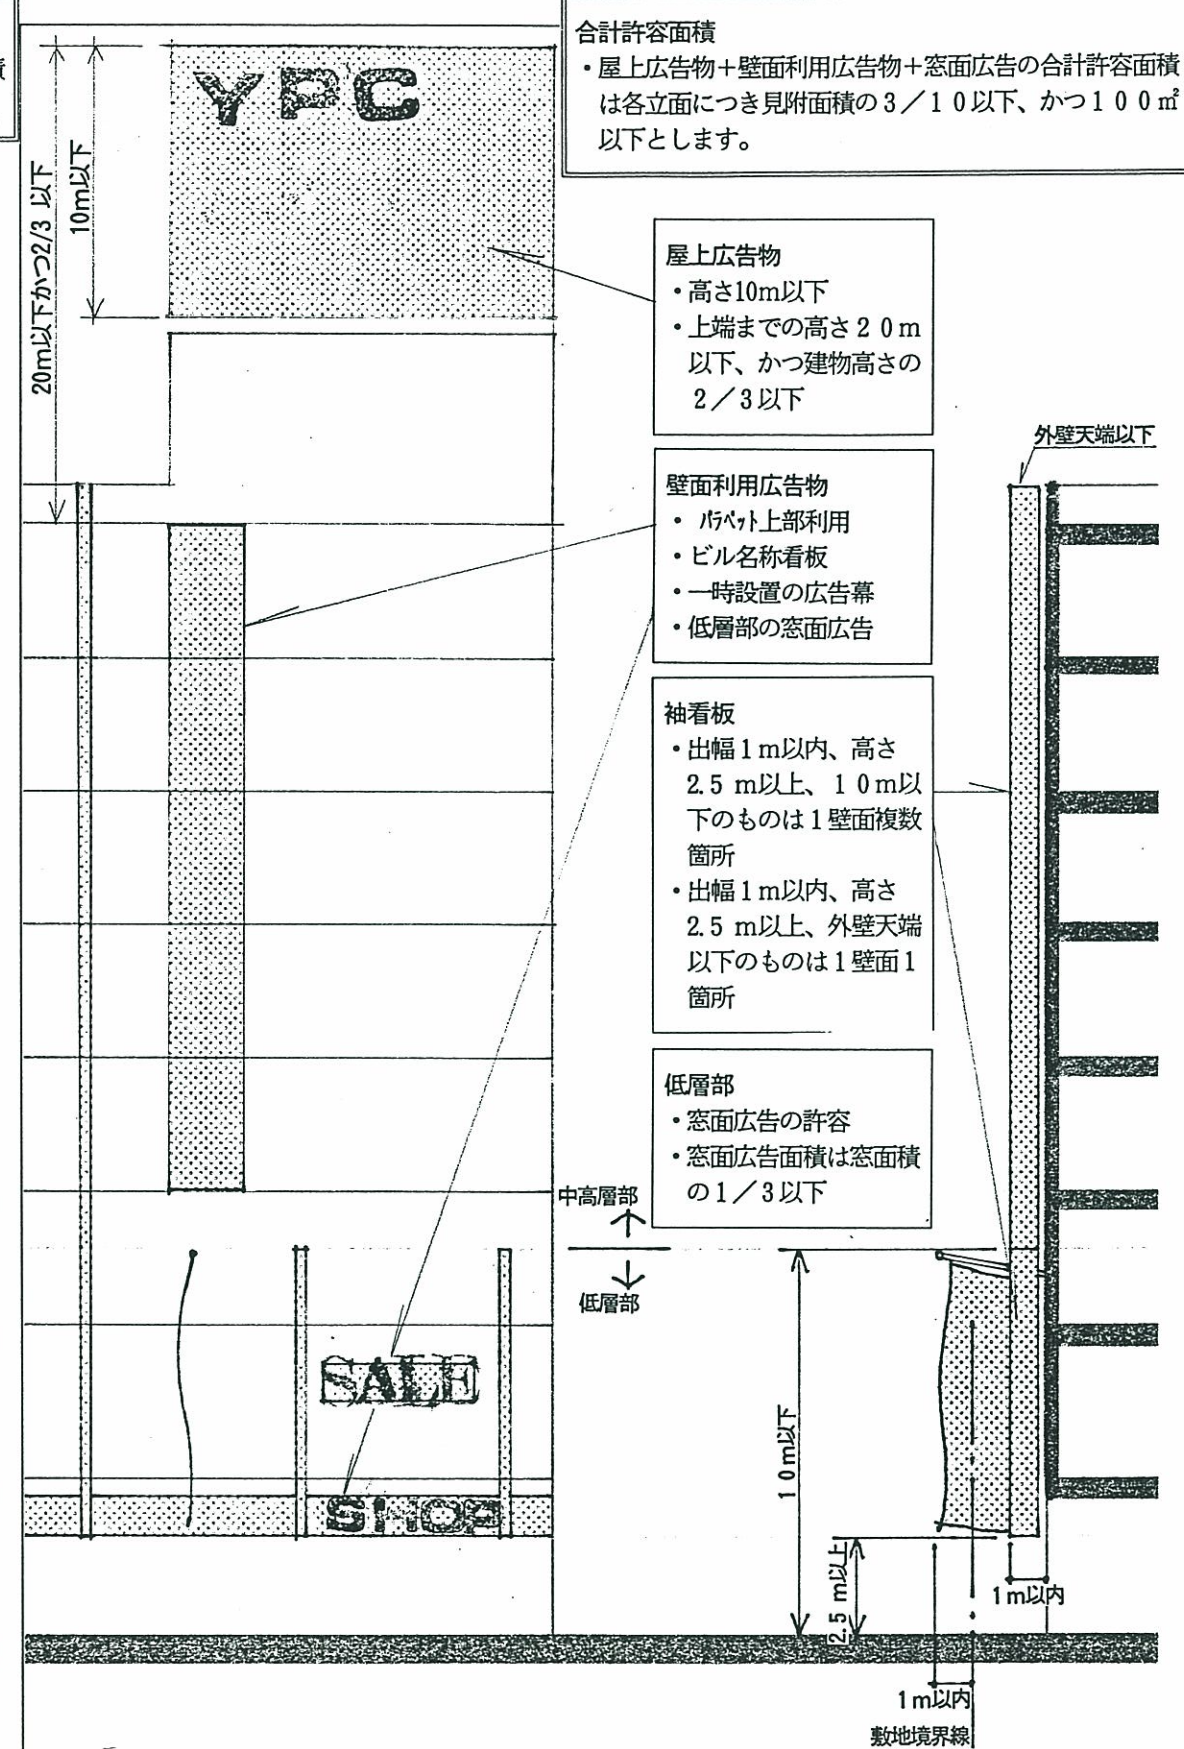 積
合計許容面積
・屋上広告物＋壁面利用広告物＋窓面広告の合計許容面積
は各立面につき見附面積の３／１０以下、かつ１００㎡
以下とします。
YPC
20m以下かつ2/3 以下
10m以下
屋上広告物
・高さ10m以下
・上端までの高さ２０m
以下、かつ建物高さの
２／３以下
外壁天端以下
壁面利用広告物
・ パラペット上部利用
・ビル名称看板
・一時設置の広告幕
・低層部の窓面広告
袖看板
・出幅１m以内、高さ
2.5 m以上、１０m以
下のものは１壁面複数
箇所
・出幅１m以内、高さ
2.5 m以上、外壁天端
以下のものは１壁面１
箇所
低層部
・窓面広告の許容
・窓面広告面積は窓面積
の１／３以下
中高層部
低層部
SALE
SHOP
１０m以下
2.5 m以上
1m以内
1m以内
敷地境界線